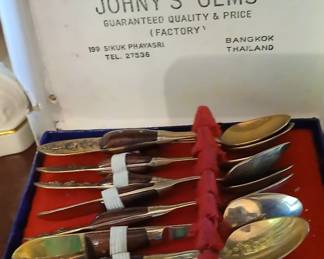 JOHNY'S GEMS
GUARANTEED QUALITY & PRICE
(FACTORY)
199 SIKUK PHAYASRI
BANGKOK
TEL. 27536
THAILAND